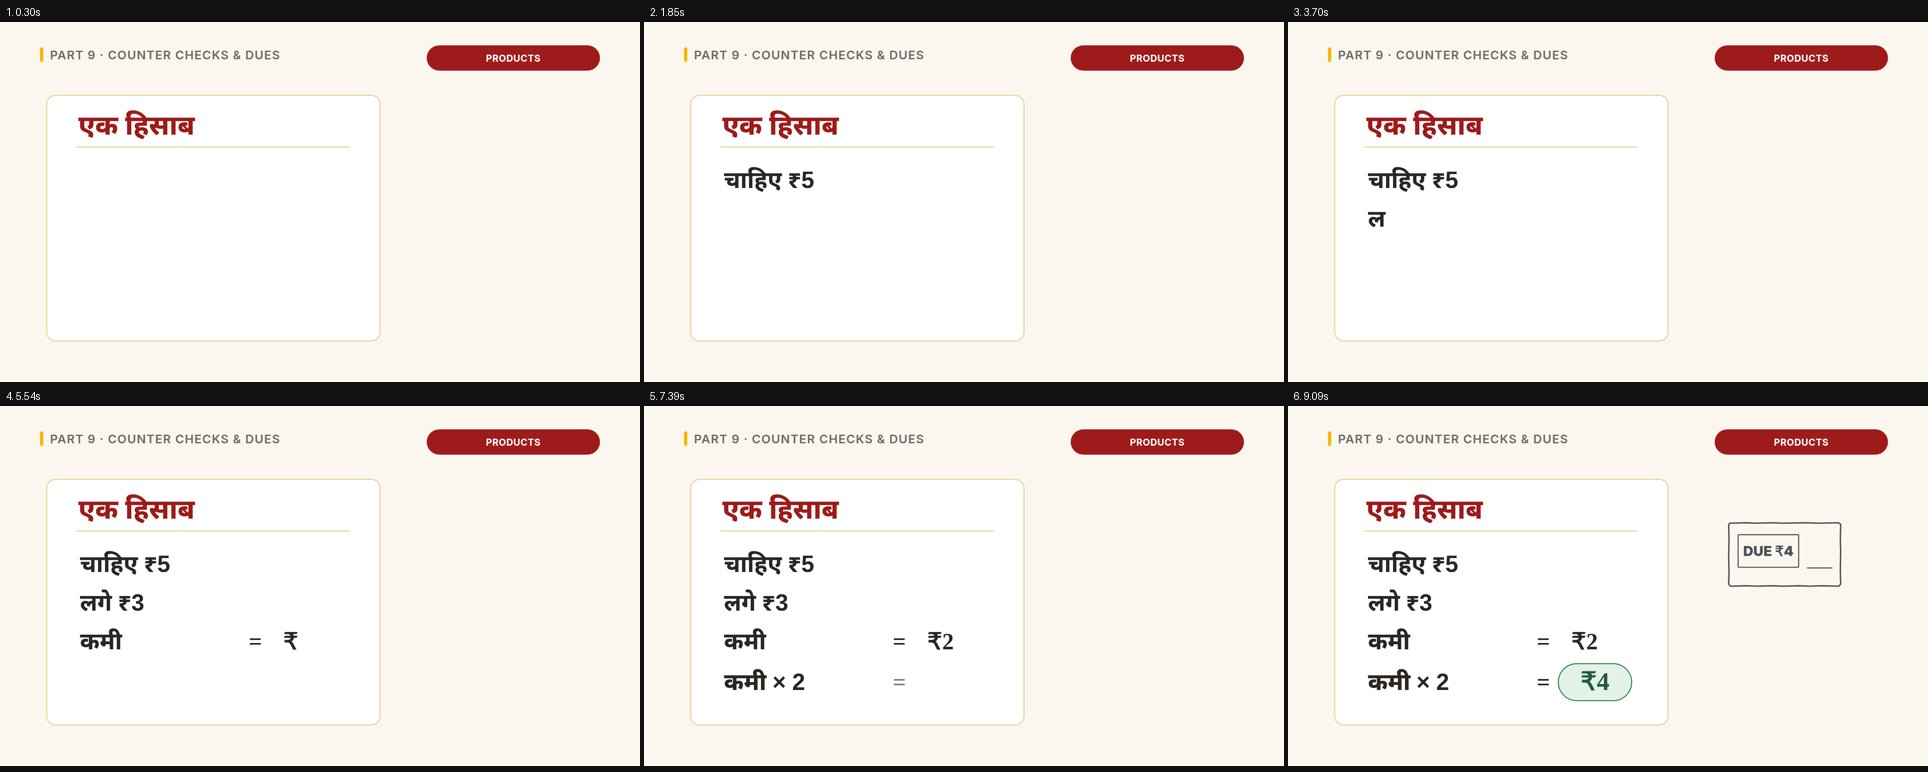 1. 0.30s
PART 9 · COUNTER CHECKS & DUES
PRODUCTS
एक हिसाब
2. 1.85s
PART 9 · COUNTER CHECKS & DUES
PRODUCTS
एक हिसाब
चाहिए ₹5
3. 3.70s
PART 9 · COUNTER CHECKS & DUES
PRODUCTS
एक हिसाब
चाहिए ₹5
ल
4. 5.54s
PART 9 · COUNTER CHECKS & DUES
PRODUCTS
एक हिसाब
चाहिए ₹5
लगे ₹3
कमी = ₹
5. 7.39s
PART 9 · COUNTER CHECKS & DUES
PRODUCTS
एक हिसाब
चाहिए ₹5
लगे ₹3
कमी = ₹2
कमी × 2 =
6. 9.09s
PART 9 · COUNTER CHECKS & DUES
PRODUCTS
एक हिसाब
चाहिए ₹5
लगे ₹3
कमी = ₹2
कमी × 2 = ₹4
DUE ₹4